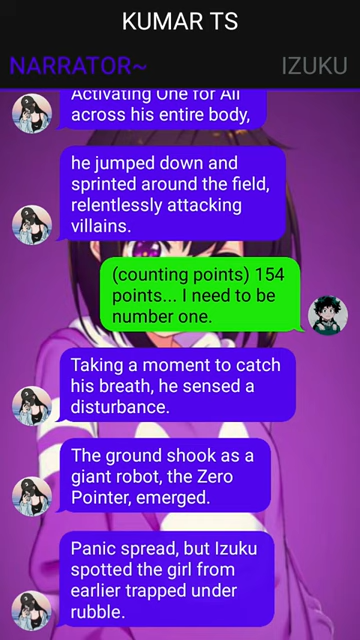 KUMAR TS
NARRATOR~
IZUKU
Activating One for All
across his entire body,
he jumped down and
sprinted around the field,
relentlessly attacking
villains.
(counting points) 154
points... I need to be
number one.
Taking a moment to catch
his breath, he sensed a
disturbance.
The ground shook as a
giant robot, the Zero
Pointer, emerged.
Panic spread, but Izuku
spotted the girl from
earlier trapped under
rubble.